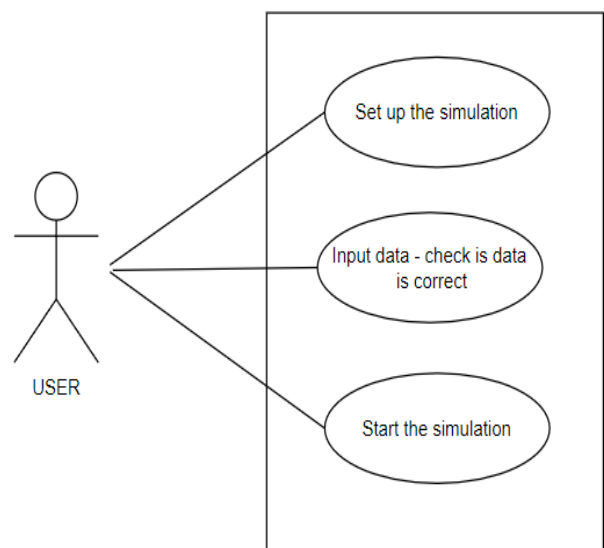 Set up the simulation
Input data - check is data
is correct
USER
Start the simulation